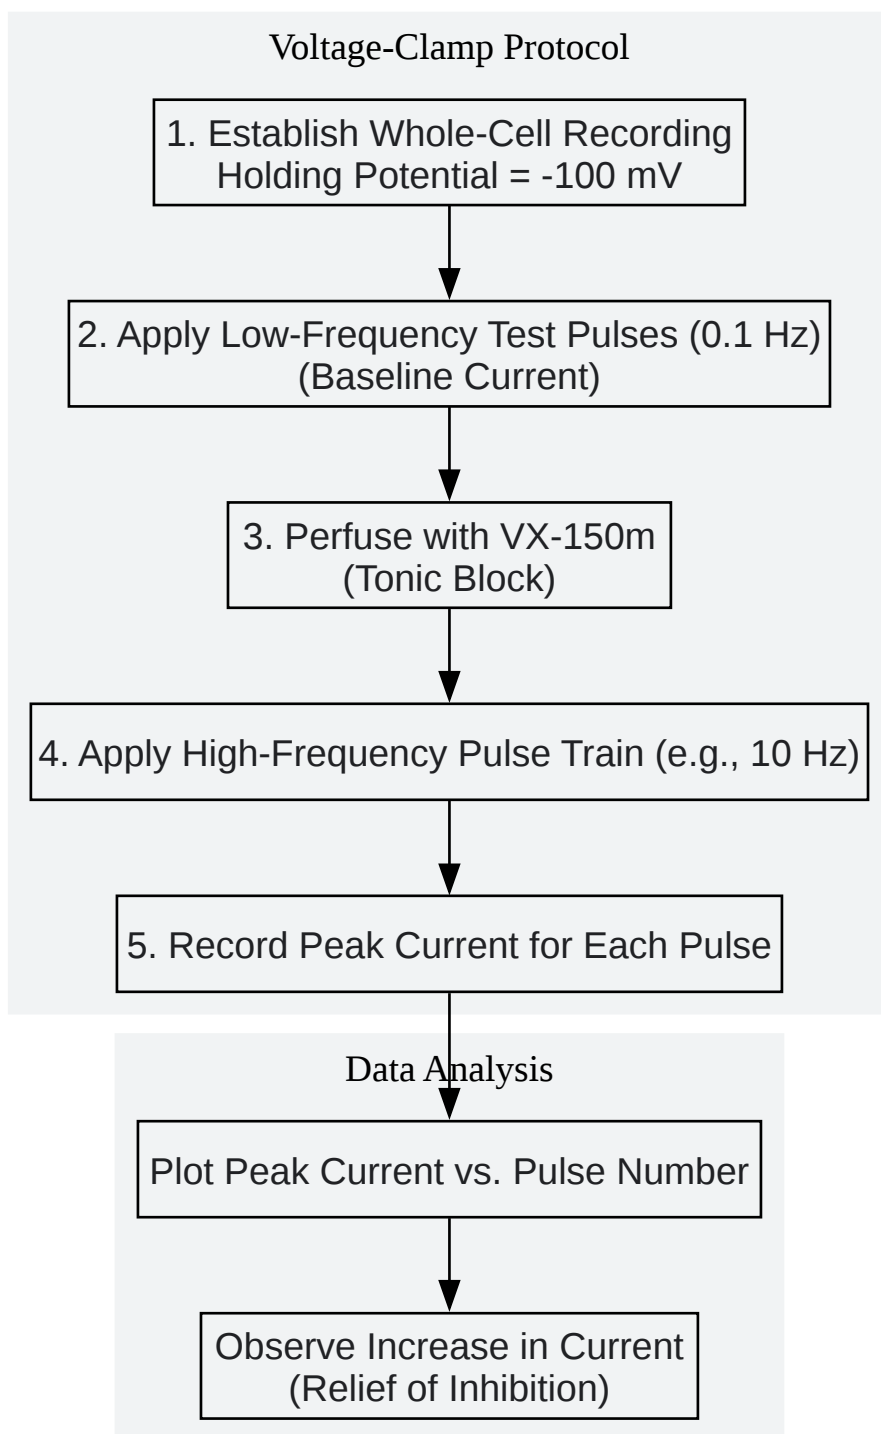 Voltage-Clamp Protocol
1. Establish Whole-Cell Recording
Holding Potential = -100 mV
2. Apply Low-Frequency Test Pulses (0.1 Hz)
(Baseline Current)
3. Perfuse with VX-150m
(Tonic Block)
4. Apply High-Frequency Pulse Train (e.g., 10 Hz)
5. Record Peak Current for Each Pulse
Data Analysis
Plot Peak Current vs. Pulse Number
Observe Increase in Current
(Relief of Inhibition)